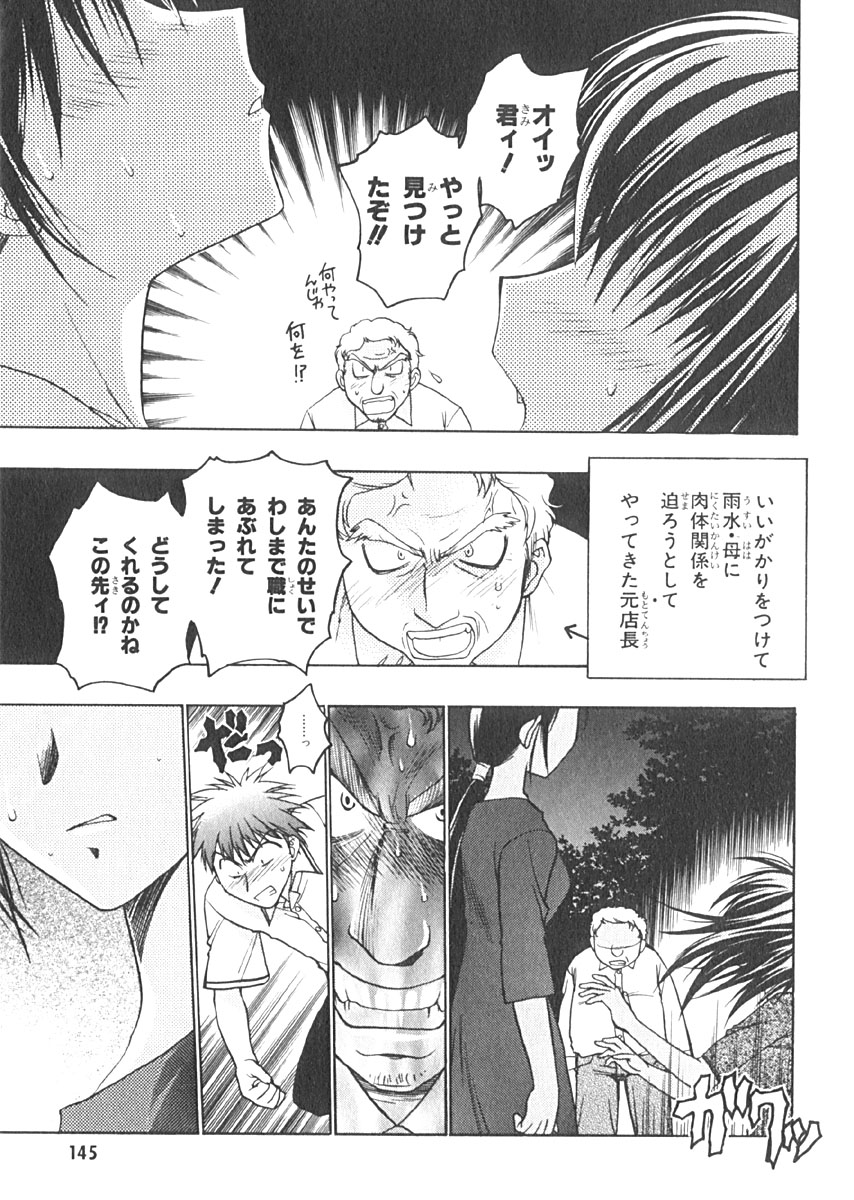 オイッ
君ィ!
やっと
見つけ
たぞ!!
何やって
んじゃ
何を!?
いいがかりをつけて
雨水・母に
肉体関係を
迫ろうとして
やってきた元店長
あんたのせいで
わしまで職に
あぶれて
しまった!
どうして
くれるのかね
この先ィ!?
ガクッ
……っ
だっ
145